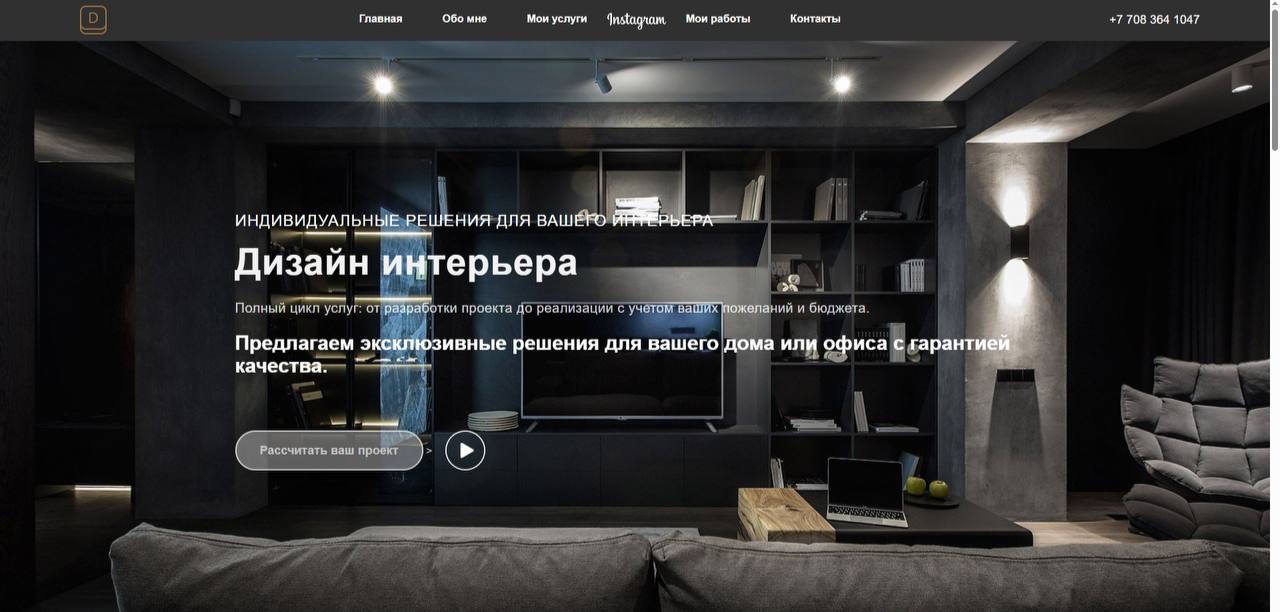 D
Главная
Обо мне
Мои услуги
Instagram
Мои работы
Контакты
+7 708 364 1047
ИНДИВИДУАЛЬНЫЕ РЕШЕНИЯ ДЛЯ ВАШЕГО ИНТЕРЬЕРА
Дизайн интерьера
Полный цикл услуг: от разработки проекта до реализации с учетом ваших пожеланий и бюджета.
Предлагаем эксклюзивные решения для вашего дома или офиса с гарантией
качества.
Рассчитать ваш проект
>